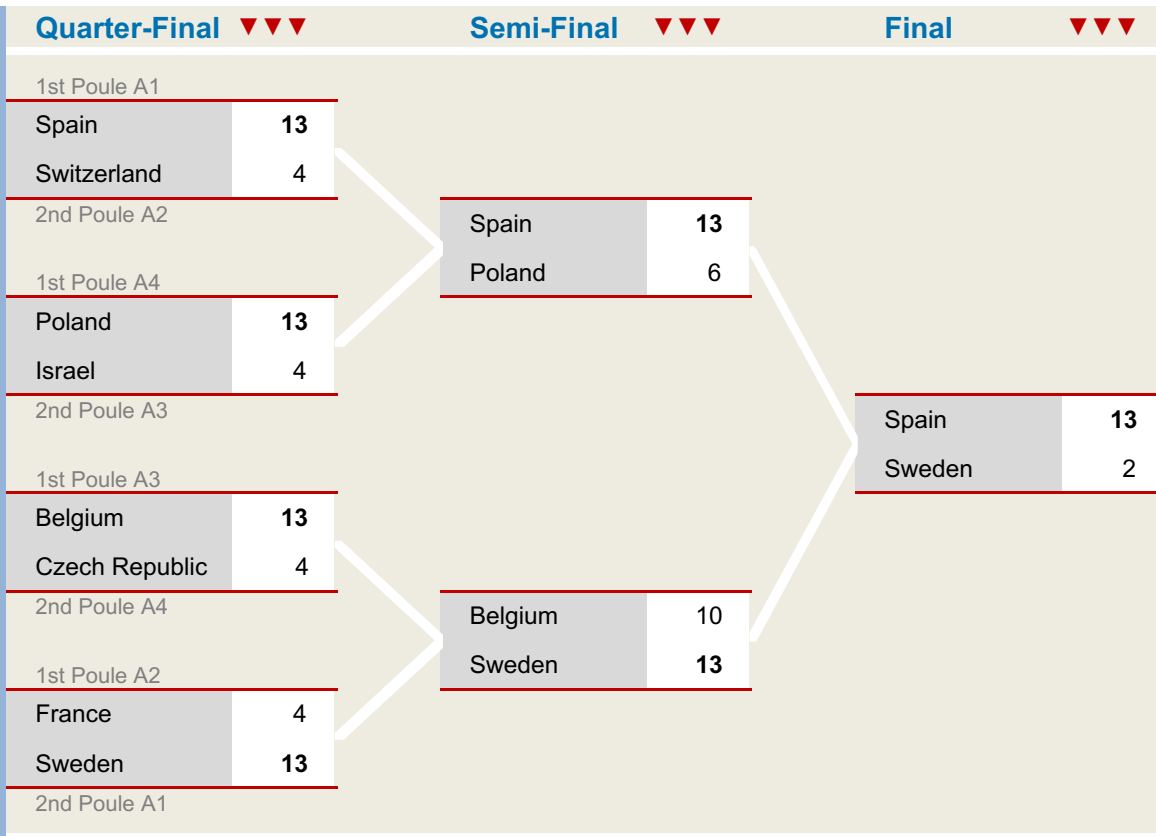 Quarter-Final ▼▼▼ Semi-Final ▼▼▼ Final ▼▼▼
1st Poule A1
Spain 13
Switzerland 4
2nd Poule A2
Spain 13
Poland 6
1st Poule A4
Poland 13
Israel 4
2nd Poule A3
Spain 13
Sweden 2
1st Poule A3
Belgium 13
Czech Republic 4
2nd Poule A4
Belgium 10
Sweden 13
1st Poule A2
France 4
Sweden 13
2nd Poule A1